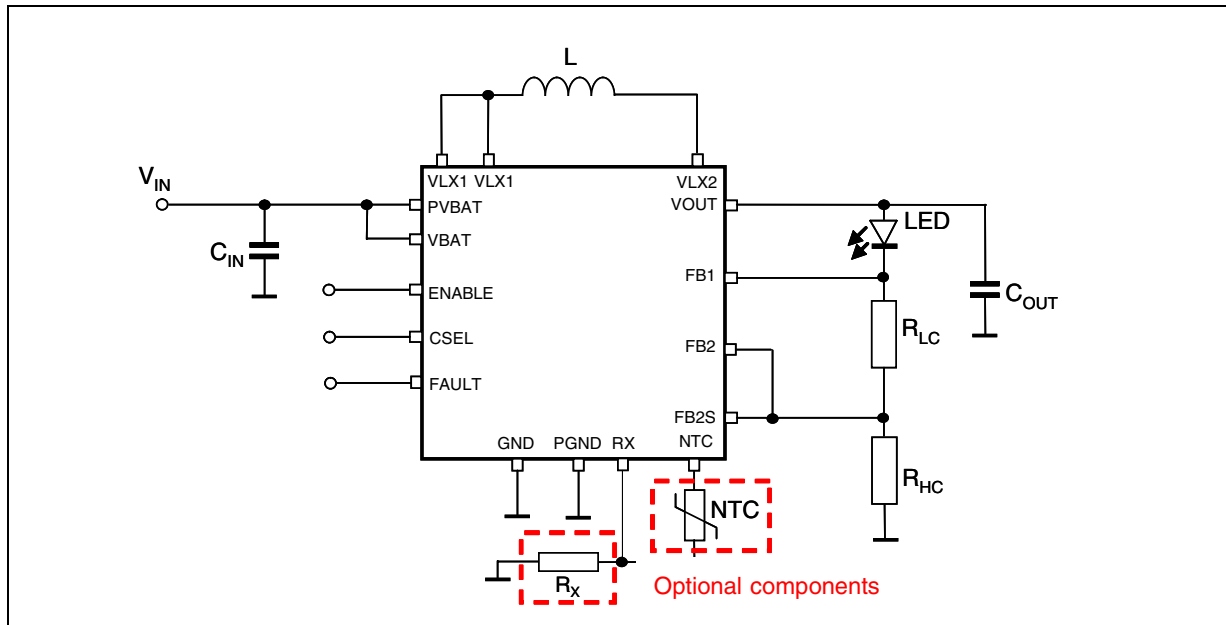 L
VLX1 VLX1 VLX2
V_IN
PVBAT VOUT
LED
VBAT
C_IN
FB1
ENABLE
C_OUT
R_LC
CSEL
FB2
FAULT
FB2S
GND PGND RX NTC
R_HC
NTC
R_X
Optional components